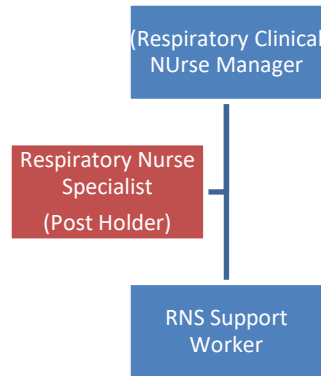 (Respiratory Clinical
NUrse Manager
Respiratory Nurse
Specialist
(Post Holder)
RNS Support
Worker